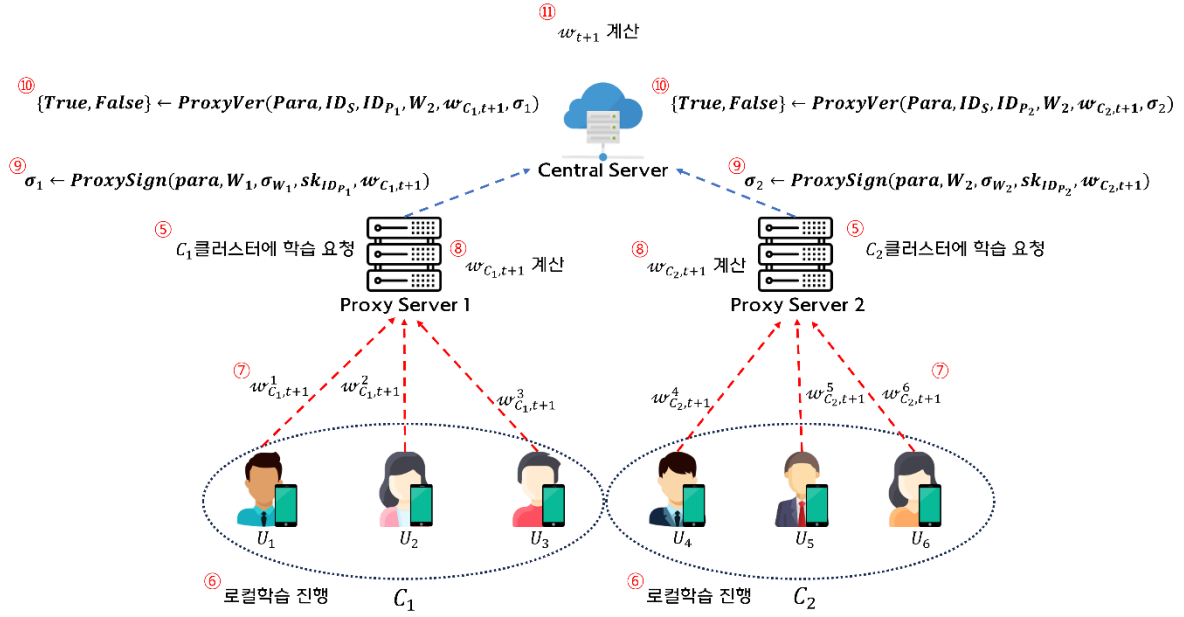 ⑪ w_{t+1} 계산
⑩ {True, False} ← ProxyVer(Para, ID_S, ID_{P_1}, W_2, w_{C_1,t+1}, σ_1)
⑩ {True, False} ← ProxyVer(Para, ID_S, ID_{P_2}, W_2, w_{C_2,t+1}, σ_2)
Central Server
⑨ σ_1 ← ProxySign(para, W_1, σ_{W_1}, sk_{ID_{P_1}}, w_{C_1,t+1})
⑨ σ_2 ← ProxySign(para, W_2, σ_{W_2}, sk_{ID_{P_2}}, w_{C_2,t+1})
⑤ C_1클러스터에 학습 요청
⑧ w_{C_1,t+1} 계산
⑧ w_{C_2,t+1} 계산
⑤ C_2클러스터에 학습 요청
Proxy Server 1
Proxy Server 2
⑦ w^1_{C_1,t+1}
w^2_{C_1,t+1}
w^3_{C_1,t+1}
w^4_{C_2,t+1}
w^5_{C_2,t+1}
⑦ w^6_{C_2,t+1}
U_1
U_2
U_3
U_4
U_5
U_6
⑥ 로컬학습 진행
C_1
⑥ 로컬학습 진행
C_2